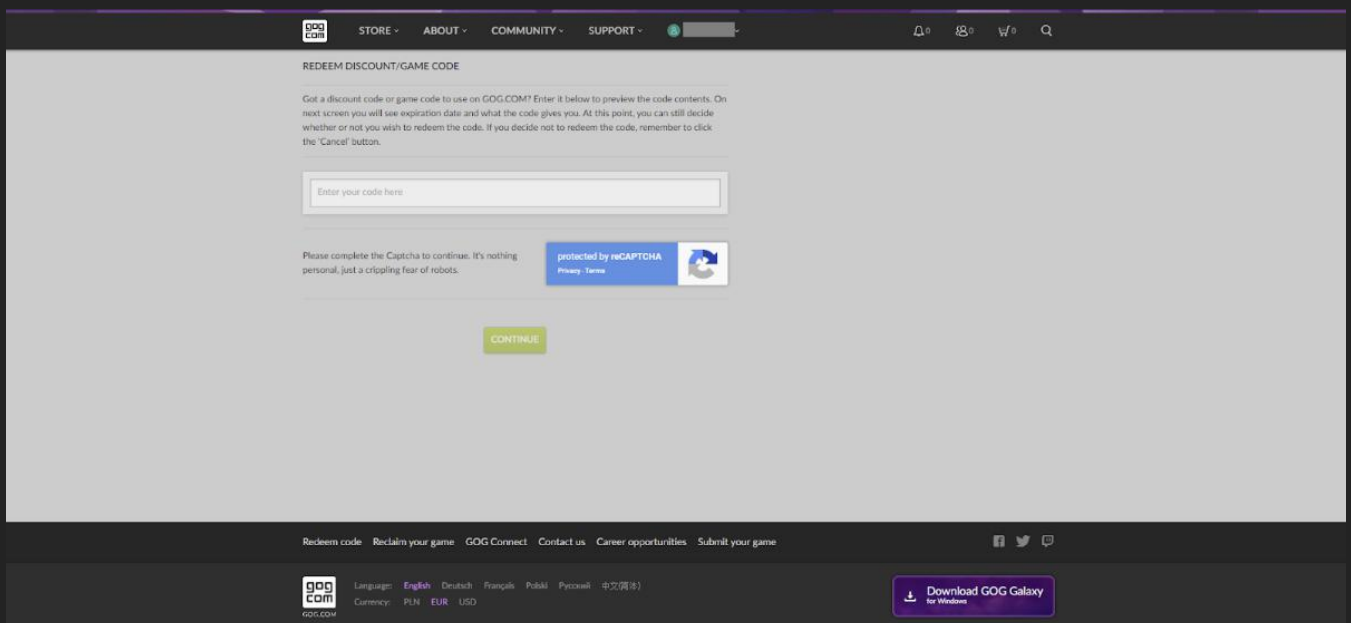 gog
com
STORE ABOUT COMMUNITY SUPPORT 0 0 0
REDEEM DISCOUNT/GAME CODE
Got a discount code or game code to use on GOG.COM? Enter it below to preview the code contents. On
next screen you will see expiration date and what the code gives you. At this point, you can still decide
whether or not you wish to redeem the code. If you decide not to redeem the code, remember to click
the 'Cancel' button.
Enter your code here
Please complete the Captcha to continue. It's nothing
personal, just a crippling fear of robots.
protected by reCAPTCHA
Privacy - Terms
CONTINUE
Redeem code Reclaim your game GOG Connect Contact us Career opportunities Submit your game
gog
com
GOG.COM
Language: English Deutsch Français Polski Русский 中文(简体)
Currency: PLN EUR USD
Download GOG Galaxy
for Windows